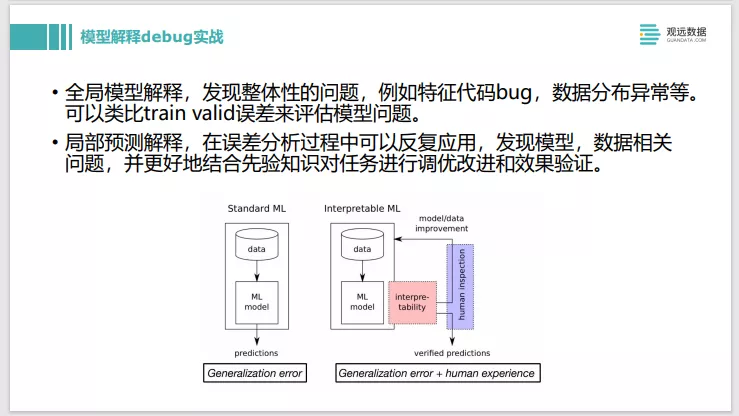 模型解释debug实战
观远数据
GUANDATA.COM
• 全局模型解释，发现整体性的问题，例如特征代码bug，数据分布异常等。
可以类比train valid误差来评估模型问题。
• 局部预测解释，在误差分析过程中可以反复应用，发现模型，数据相关
问题，并更好地结合先验知识对任务进行调优改进和效果验证。
Standard ML
data
ML
model
predictions
Generalization error
Interpretable ML
model/data
improvement
data
ML
model
interpre-
tability
human inspection
verified predictions
Generalization error + human experience